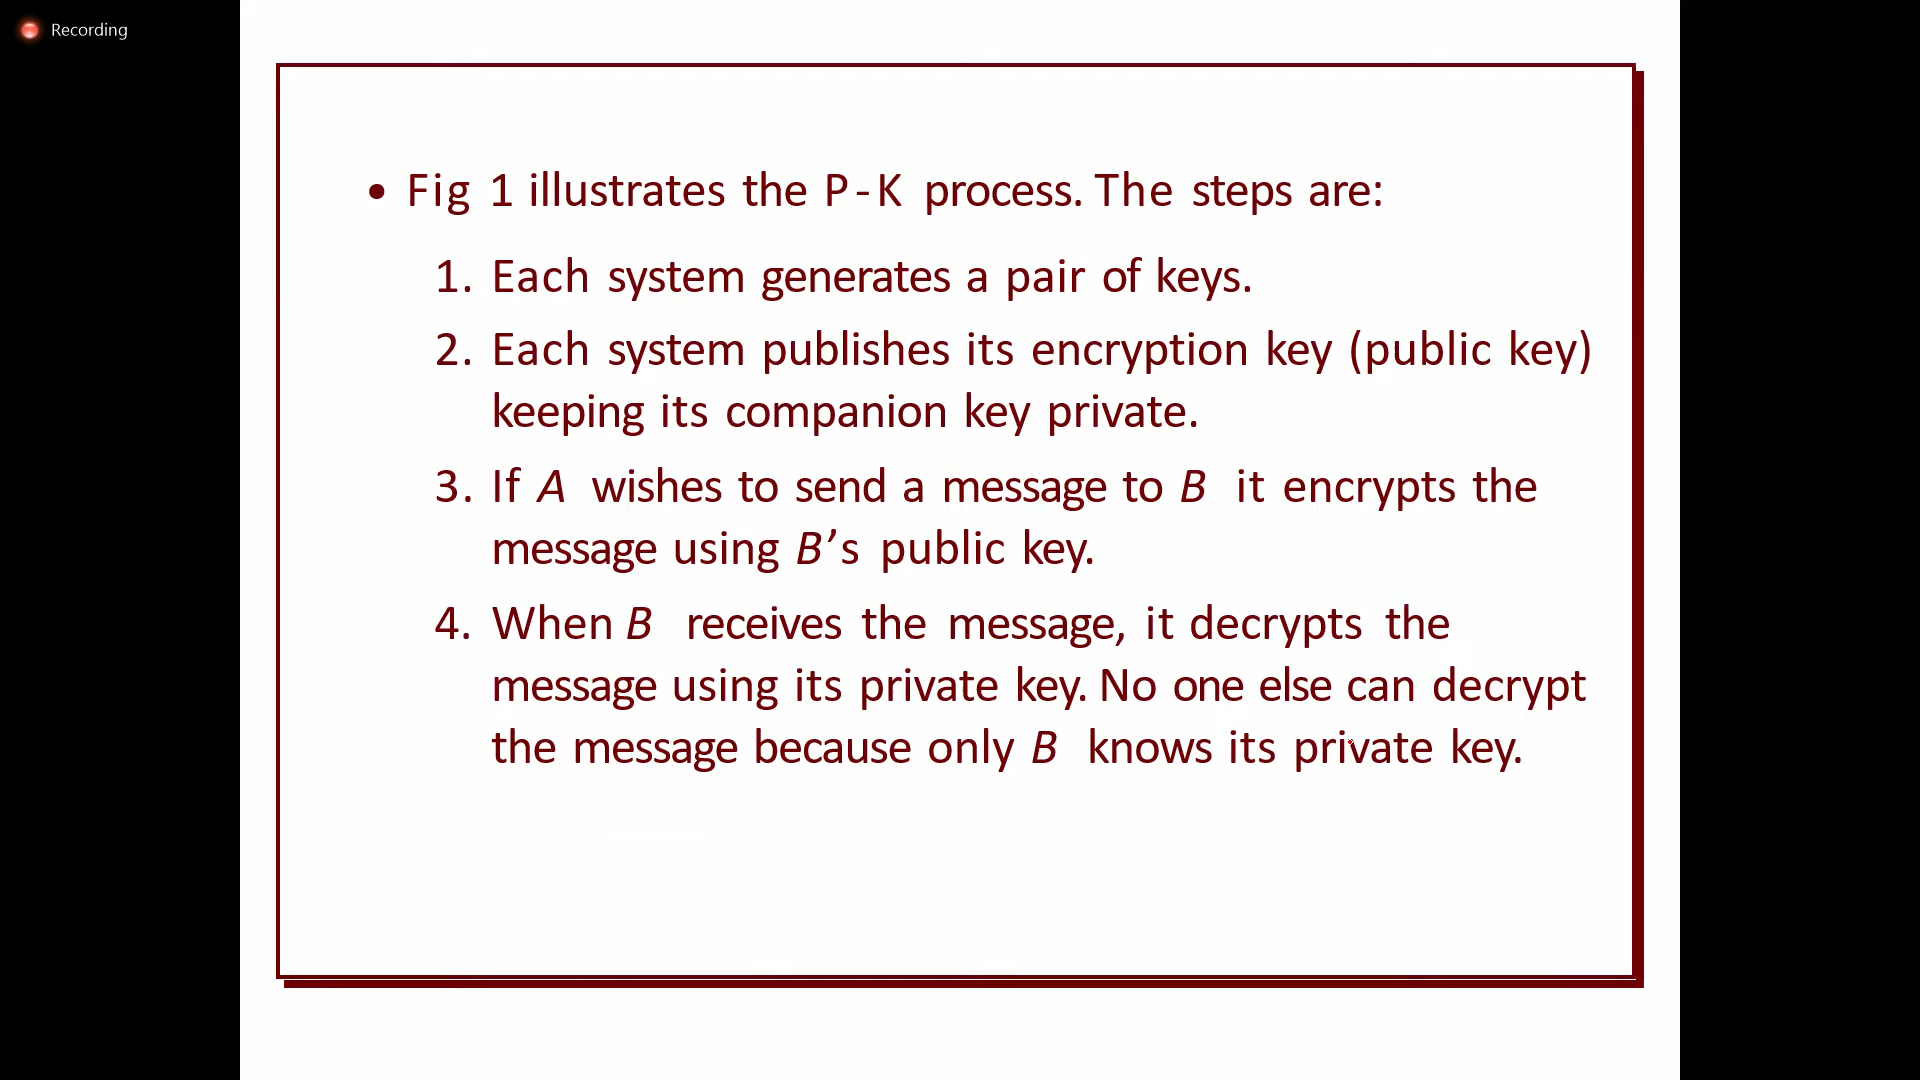 Recording
• Fig 1 illustrates the P-K process. The steps are:
1. Each system generates a pair of keys.
2. Each system publishes its encryption key (public key)
keeping its companion key private.
3. If A wishes to send a message to B it encrypts the
message using B’s public key.
4. When B receives the message, it decrypts the
message using its private key. No one else can decrypt
the message because only B knows its private key.